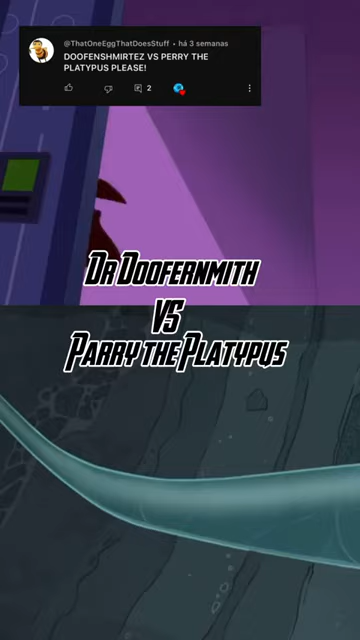 @ThatOneEggThatDoesStuff • há 3 semanas
DOOFENSHMIRTEZ VS PERRY THE
PLATYPUS PLEASE!
2
Dr Doofernmith
VS
Parry the Platypus